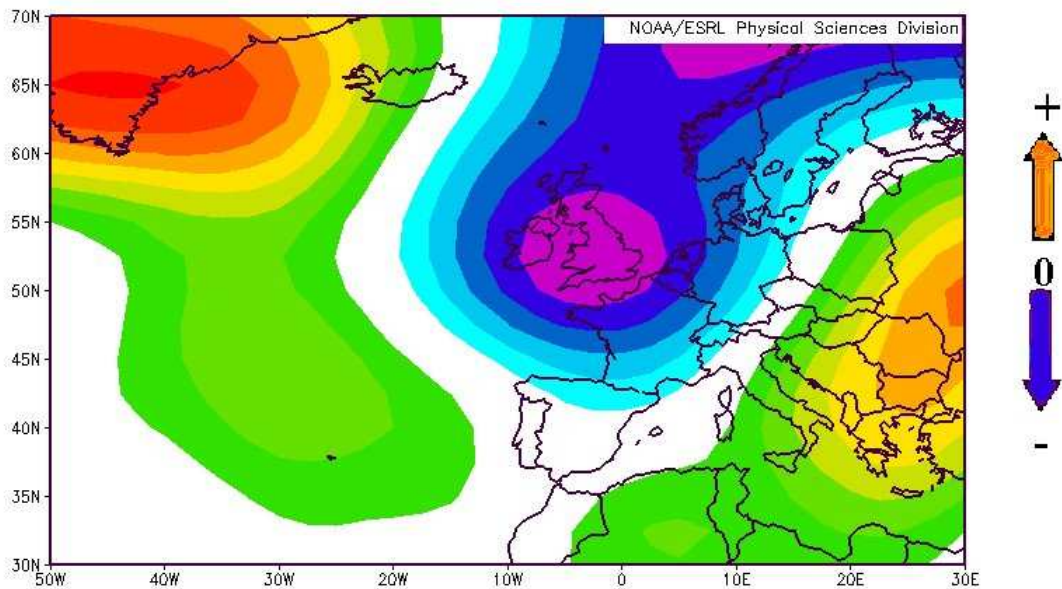 70N
NOAA/ESRL Physical Sciences Division
65N
60N
55N
50N
45N
40N
35N
30N
50W 40W 30W 20W 10W 0 10E 20E 30E
+
0
-